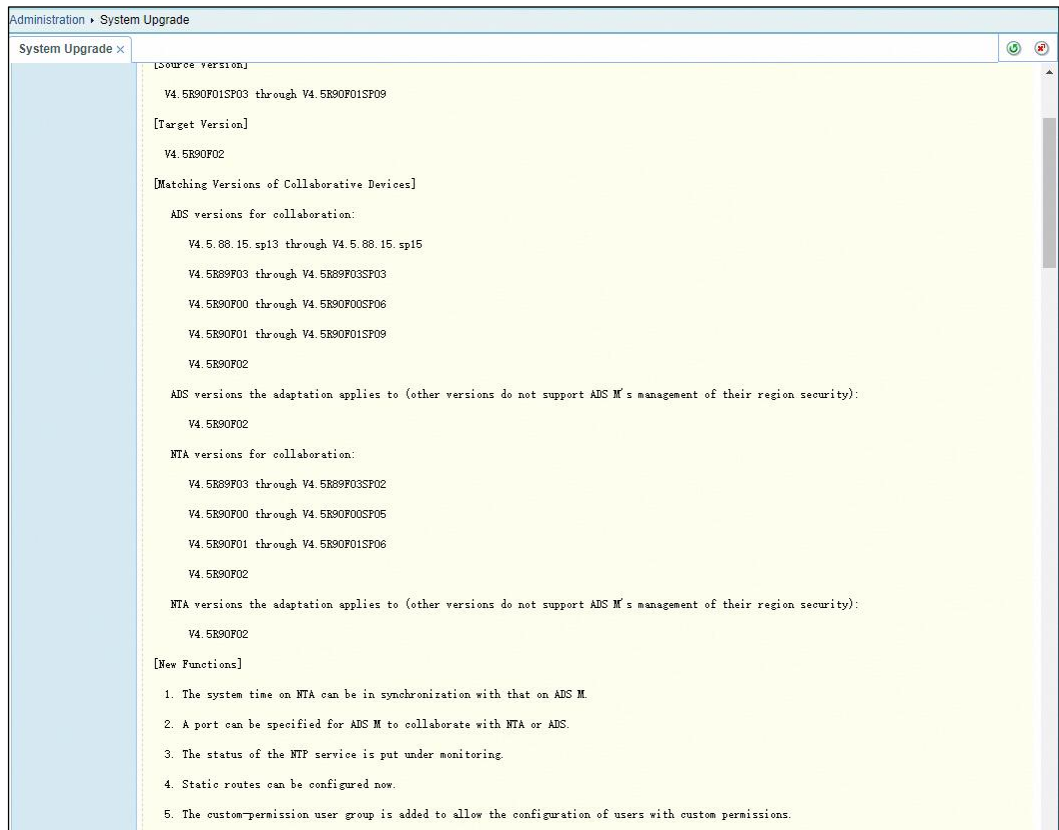 Administration ▸ System Upgrade
System Upgrade ×
[Source Version]
V4.5R90F01SP03 through V4.5R90F01SP09
[Target Version]
V4.5R90F02
[Matching Versions of Collaborative Devices]
ADS versions for collaboration:
V4.5.88.15.sp13 through V4.5.88.15.sp15
V4.5R89F03 through V4.5R89F03SP03
V4.5R90F00 through V4.5R90F00SP06
V4.5R90F01 through V4.5R90F01SP09
V4.5R90F02
ADS versions the adaptation applies to (other versions do not support ADS M's management of their region security):
V4.5R90F02
NTA versions for collaboration:
V4.5R89F03 through V4.5R89F03SP02
V4.5R90F00 through V4.5R90F00SP05
V4.5R90F01 through V4.5R90F01SP06
V4.5R90F02
NTA versions the adaptation applies to (other versions do not support ADS M's management of their region security):
V4.5R90F02
[New Functions]
1. The system time on NTA can be in synchronization with that on ADS M.
2. A port can be specified for ADS M to collaborate with NTA or ADS.
3. The status of the NTP service is put under monitoring.
4. Static routes can be configured now.
5. The custom-permission user group is added to allow the configuration of users with custom permissions.